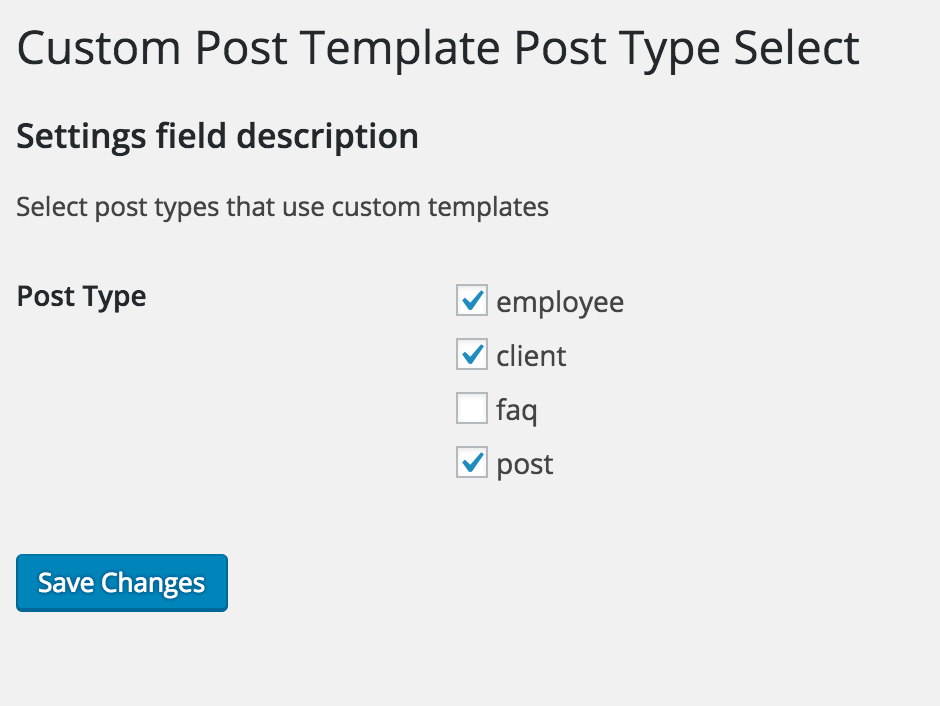 Custom Post Template Post Type Select
Settings field description
Select post types that use custom templates
Post Type
employee
client
faq
post
Save Changes